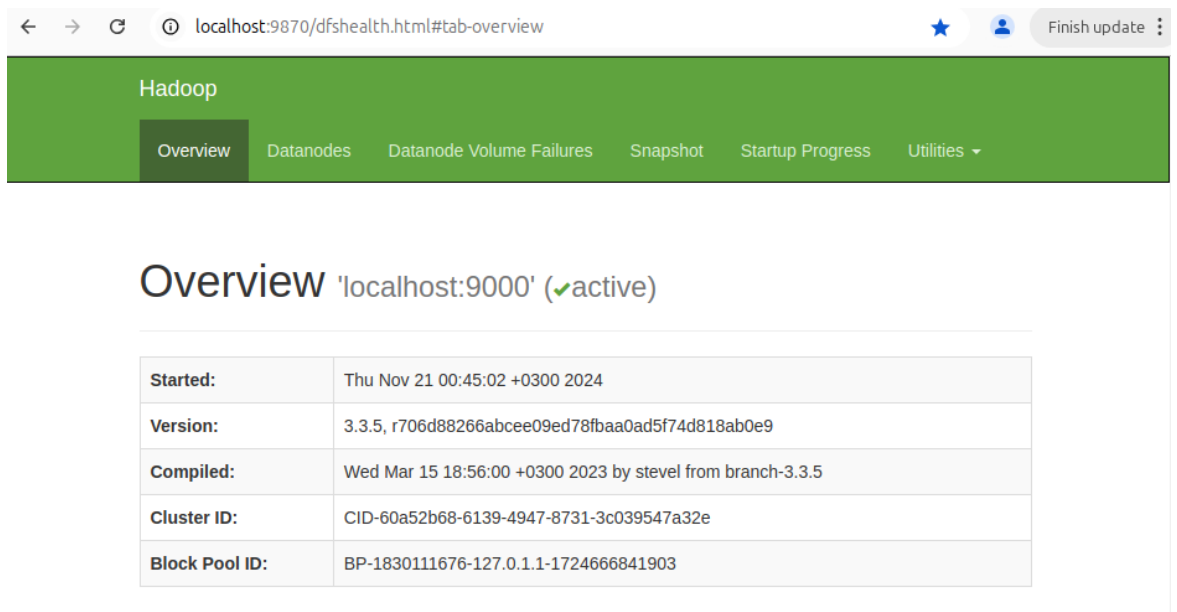 localhost:9870/dfshealth.html#tab-overview
Finish update
Hadoop
Overview Datanodes Datanode Volume Failures Snapshot Startup Progress Utilities
Overview 'localhost:9000' (✔active)
Started: Thu Nov 21 00:45:02 +0300 2024
Version: 3.3.5, r706d88266abcee09ed78fbaa0ad5f74d818ab0e9
Compiled: Wed Mar 15 18:56:00 +0300 2023 by stevel from branch-3.3.5
Cluster ID: CID-60a52b68-6139-4947-8731-3c039547a32e
Block Pool ID: BP-1830111676-127.0.1.1-1724666841903